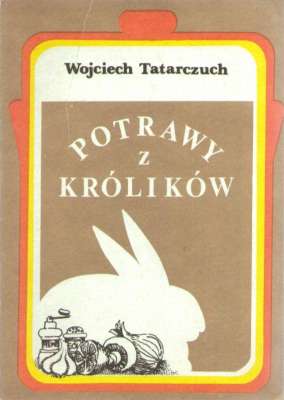 Wojciech Tatarczuch
POTRAWY
z
KRÓLIKÓW